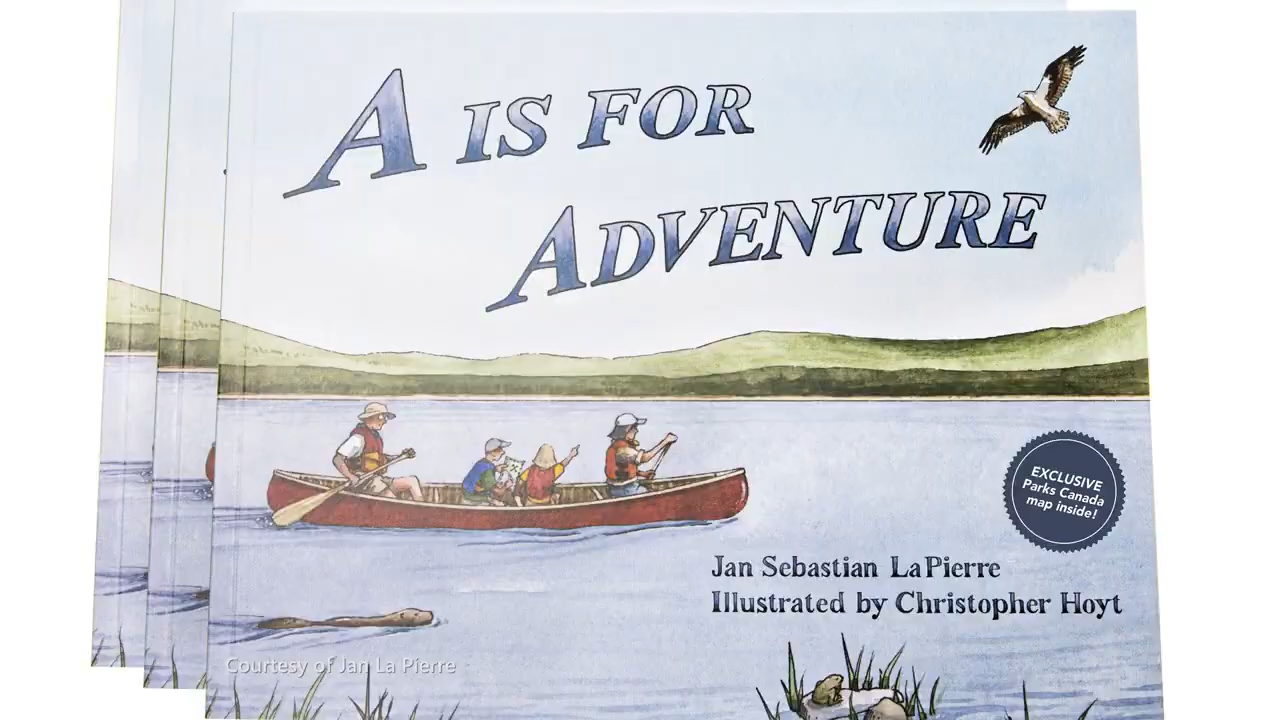 A IS FOR
ADVENTURE
EXCLUSIVE
Parks Canada
map inside!
Jan Sebastian LaPierre
Illustrated by Christopher Hoyt
Courtesy of Jan La Pierre